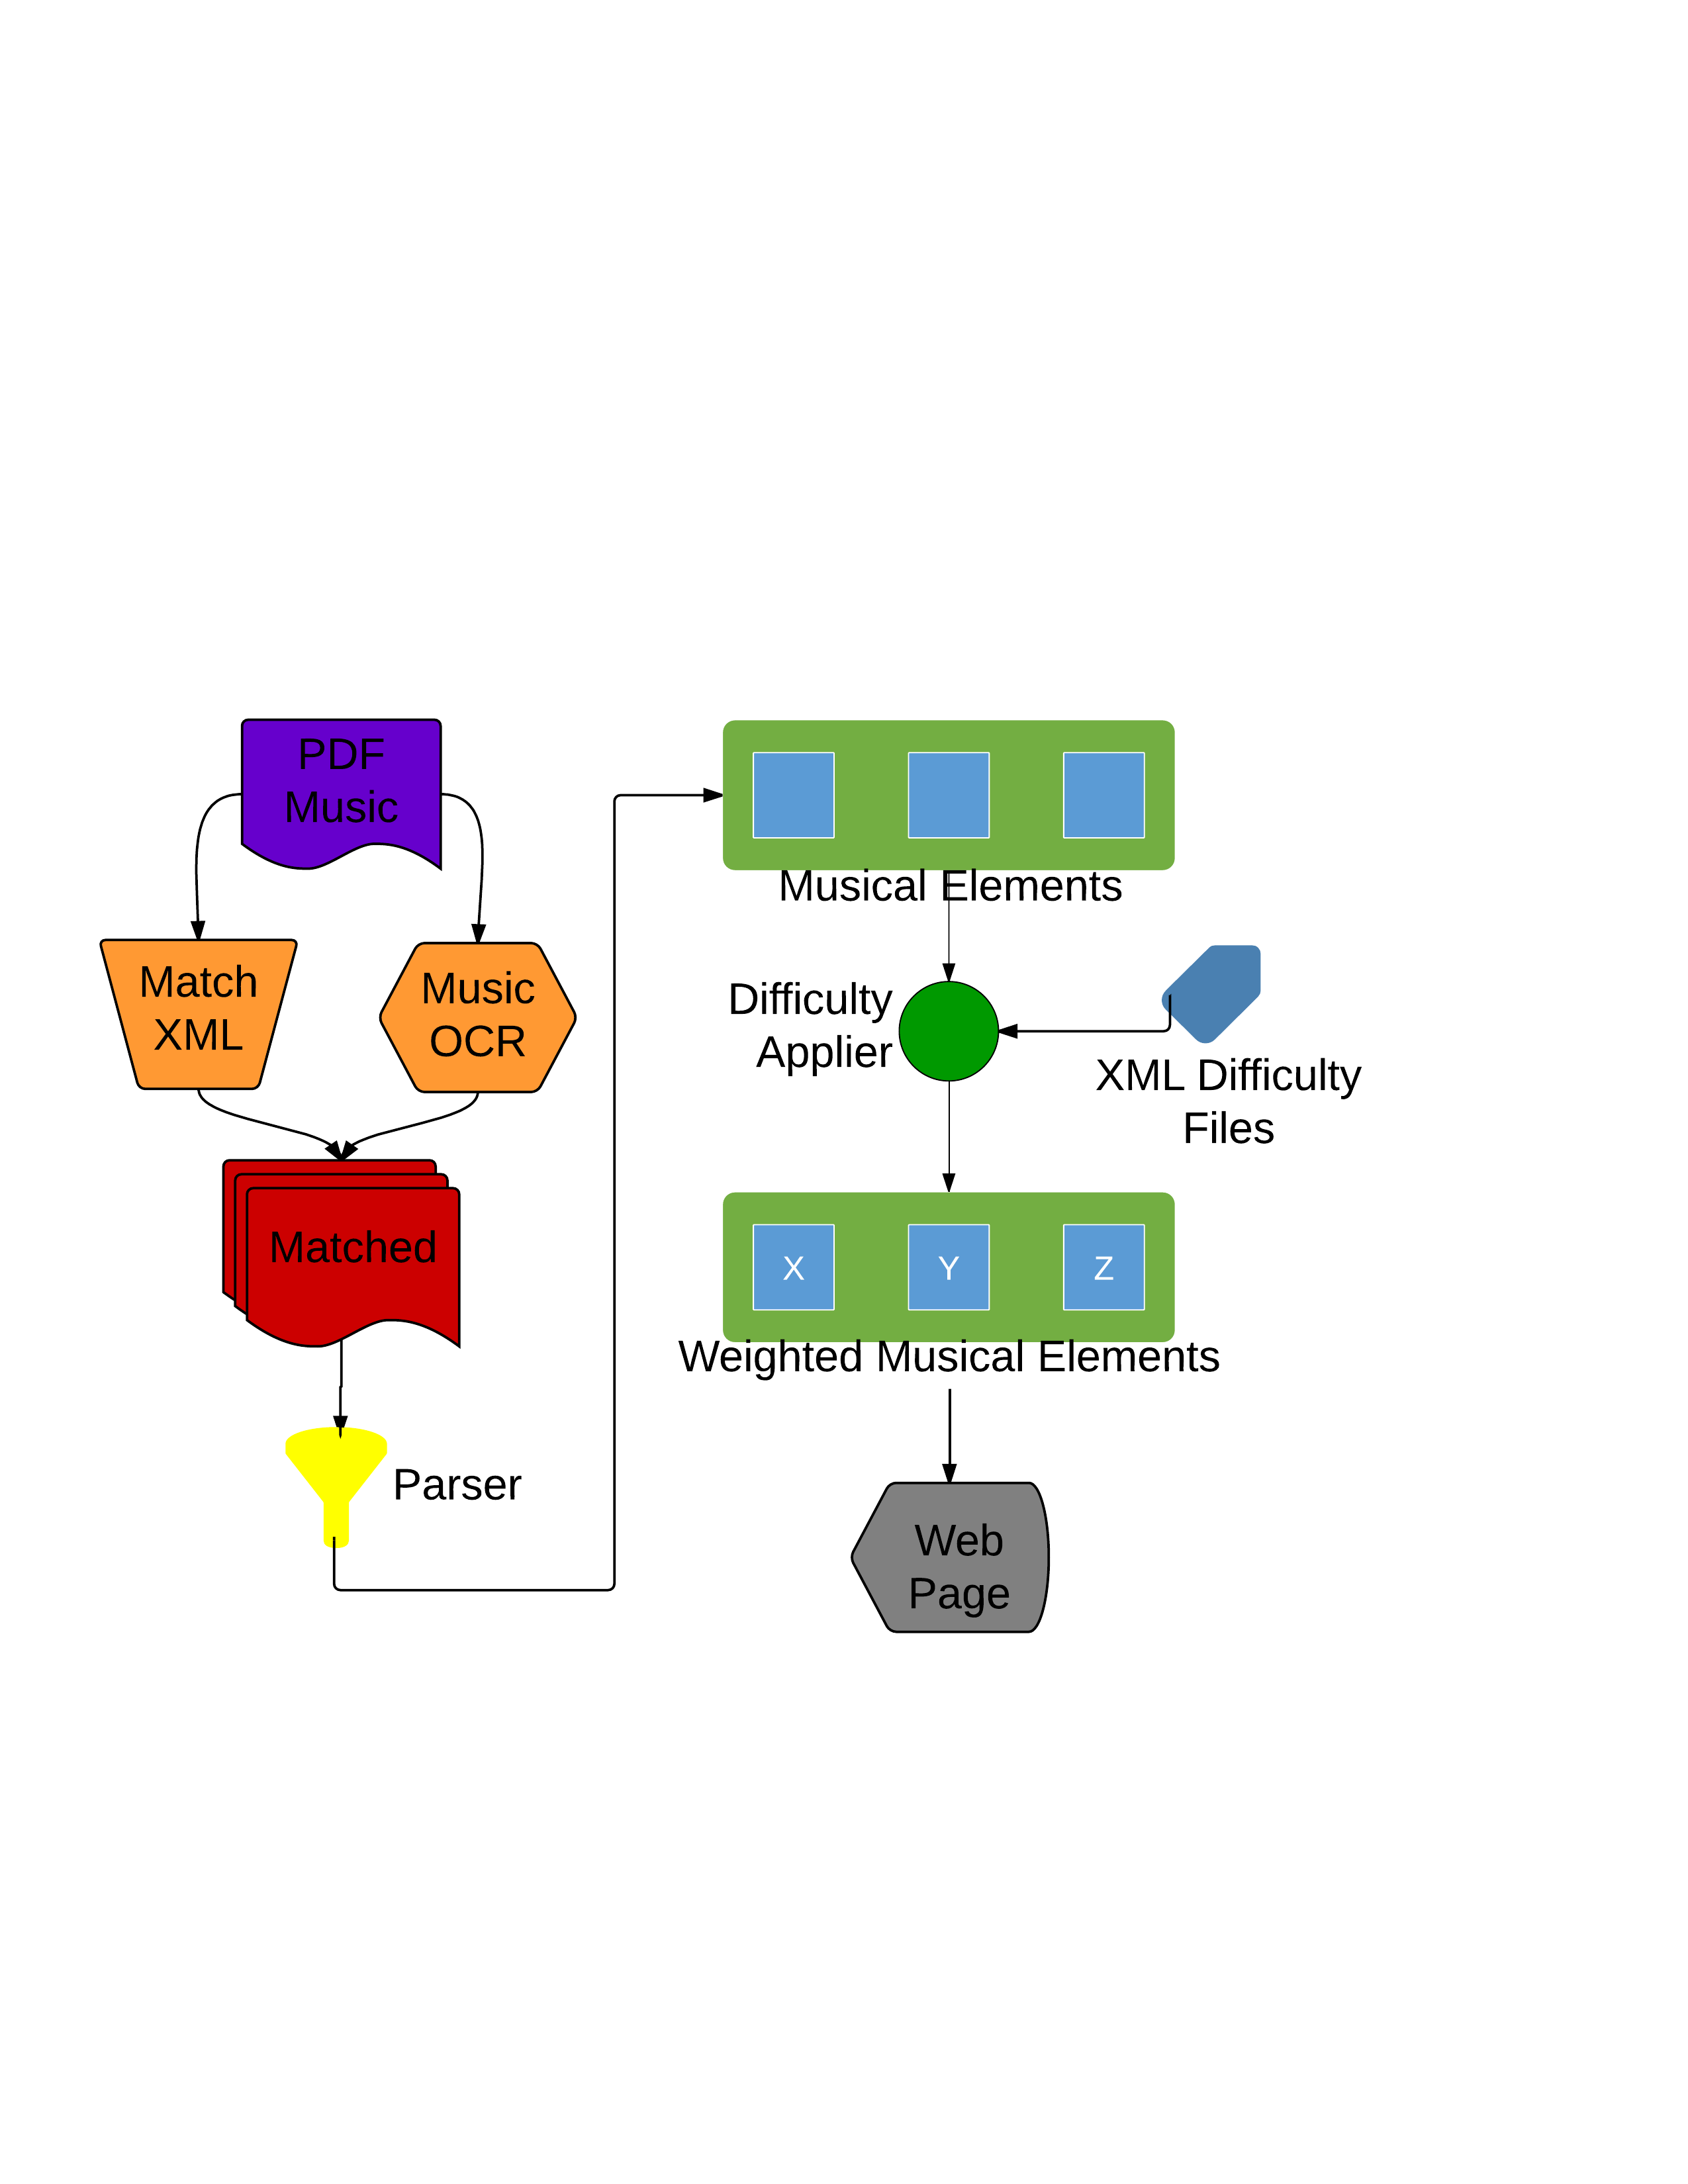 PDF
Music
Match
XML
Music
OCR
Matched
Parser
Musical Elements
Difficulty
Applier
XML Difficulty
Files
X
Y
Z
Weighted Musical Elements
Web
Page